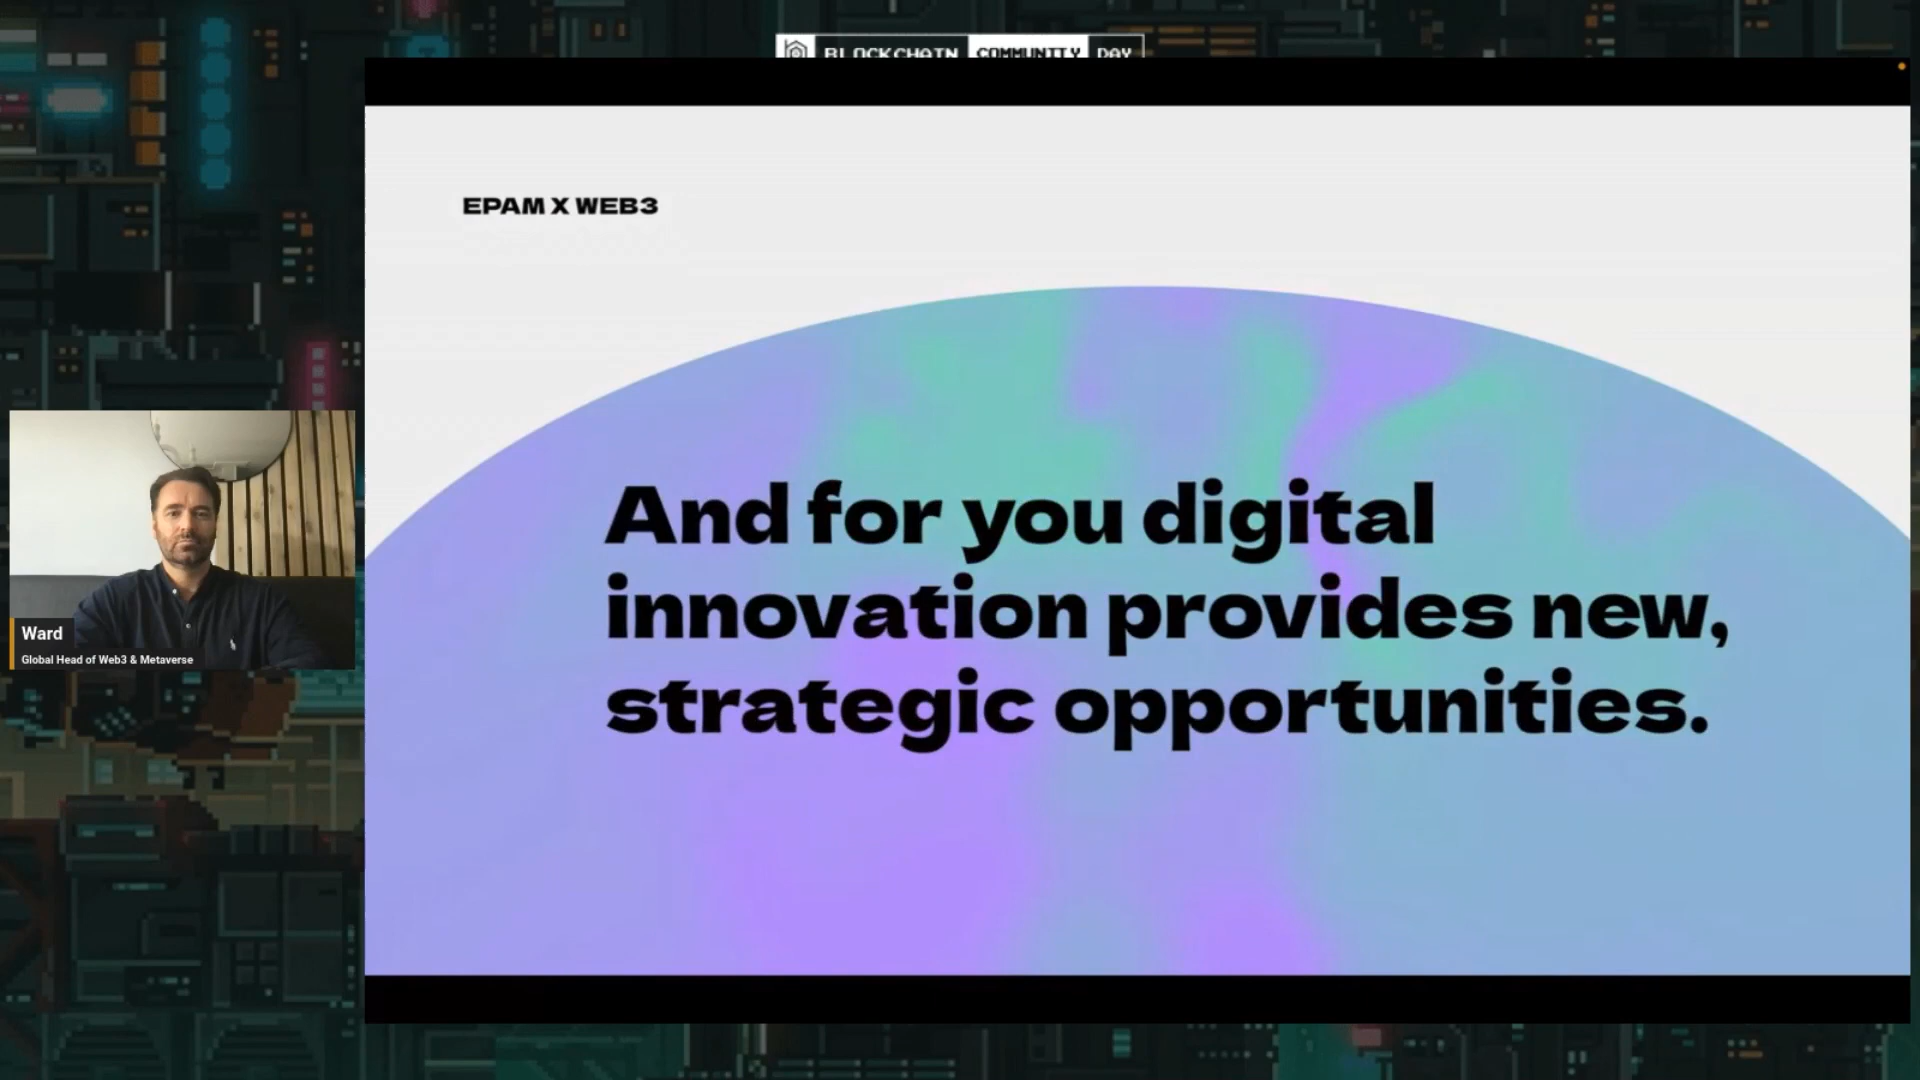 BLOCKCHAIN COMMUNITY DAY
EPAM X WEB3
And for you digital
innovation provides new,
strategic opportunities.
Ward
Global Head of Web3 & Metaverse